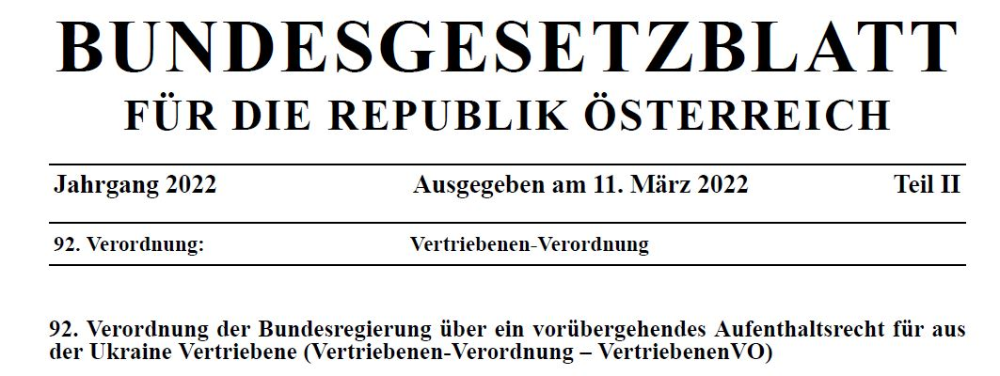 BUNDESGESETZBLATT
FÜR DIE REPUBLIK ÖSTERREICH
Jahrgang 2022 Ausgegeben am 11. März 2022 Teil II
92. Verordnung: Vertriebenen-Verordnung
92. Verordnung der Bundesregierung über ein vorübergehendes Aufenthaltsrecht für aus
der Ukraine Vertriebene (Vertriebenen-Verordnung – VertriebenenVO)